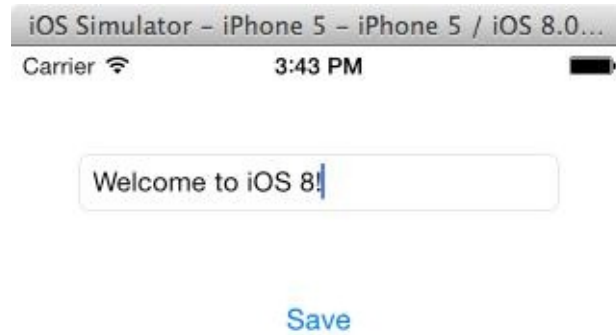 iOS Simulator – iPhone 5 – iPhone 5 / iOS 8.0...
Carrier 3:43 PM
Welcome to iOS 8!
Save